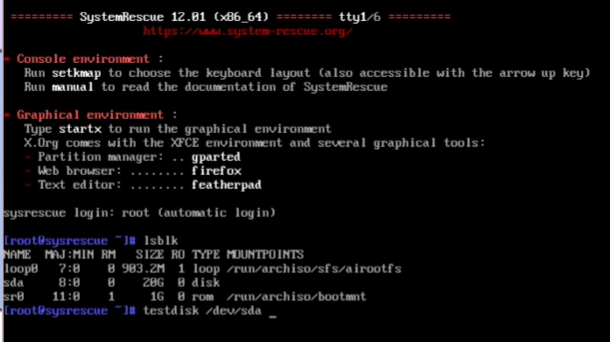 ========= SystemRescue 12.01 (x86_64) ======== tty1/6 =========
https://www.system-rescue.org/
* Console environment :
Run setkmap to choose the keyboard layout (also accessible with the arrow up key)
Run manual to read the documentation of SystemRescue
* Graphical environment :
Type startx to run the graphical environment
X.Org comes with the XFCE environment and several graphical tools:
- Partition manager: .. gparted
- Web browser: ........ firefox
- Text editor: ........ featherpad
sysrescue login: root (automatic login)
[root@sysrescue ~]# lsblk
NAME MAJ:MIN RM SIZE RO TYPE MOUNTPOINTS
loop0 7:0 0 903.2M 1 loop /run/archiso/sfs/airootfs
sda 8:0 0 20G 0 disk
sr0 11:0 1 1G 0 rom /run/archiso/bootmnt
[root@sysrescue ~]# testdisk /dev/sda _